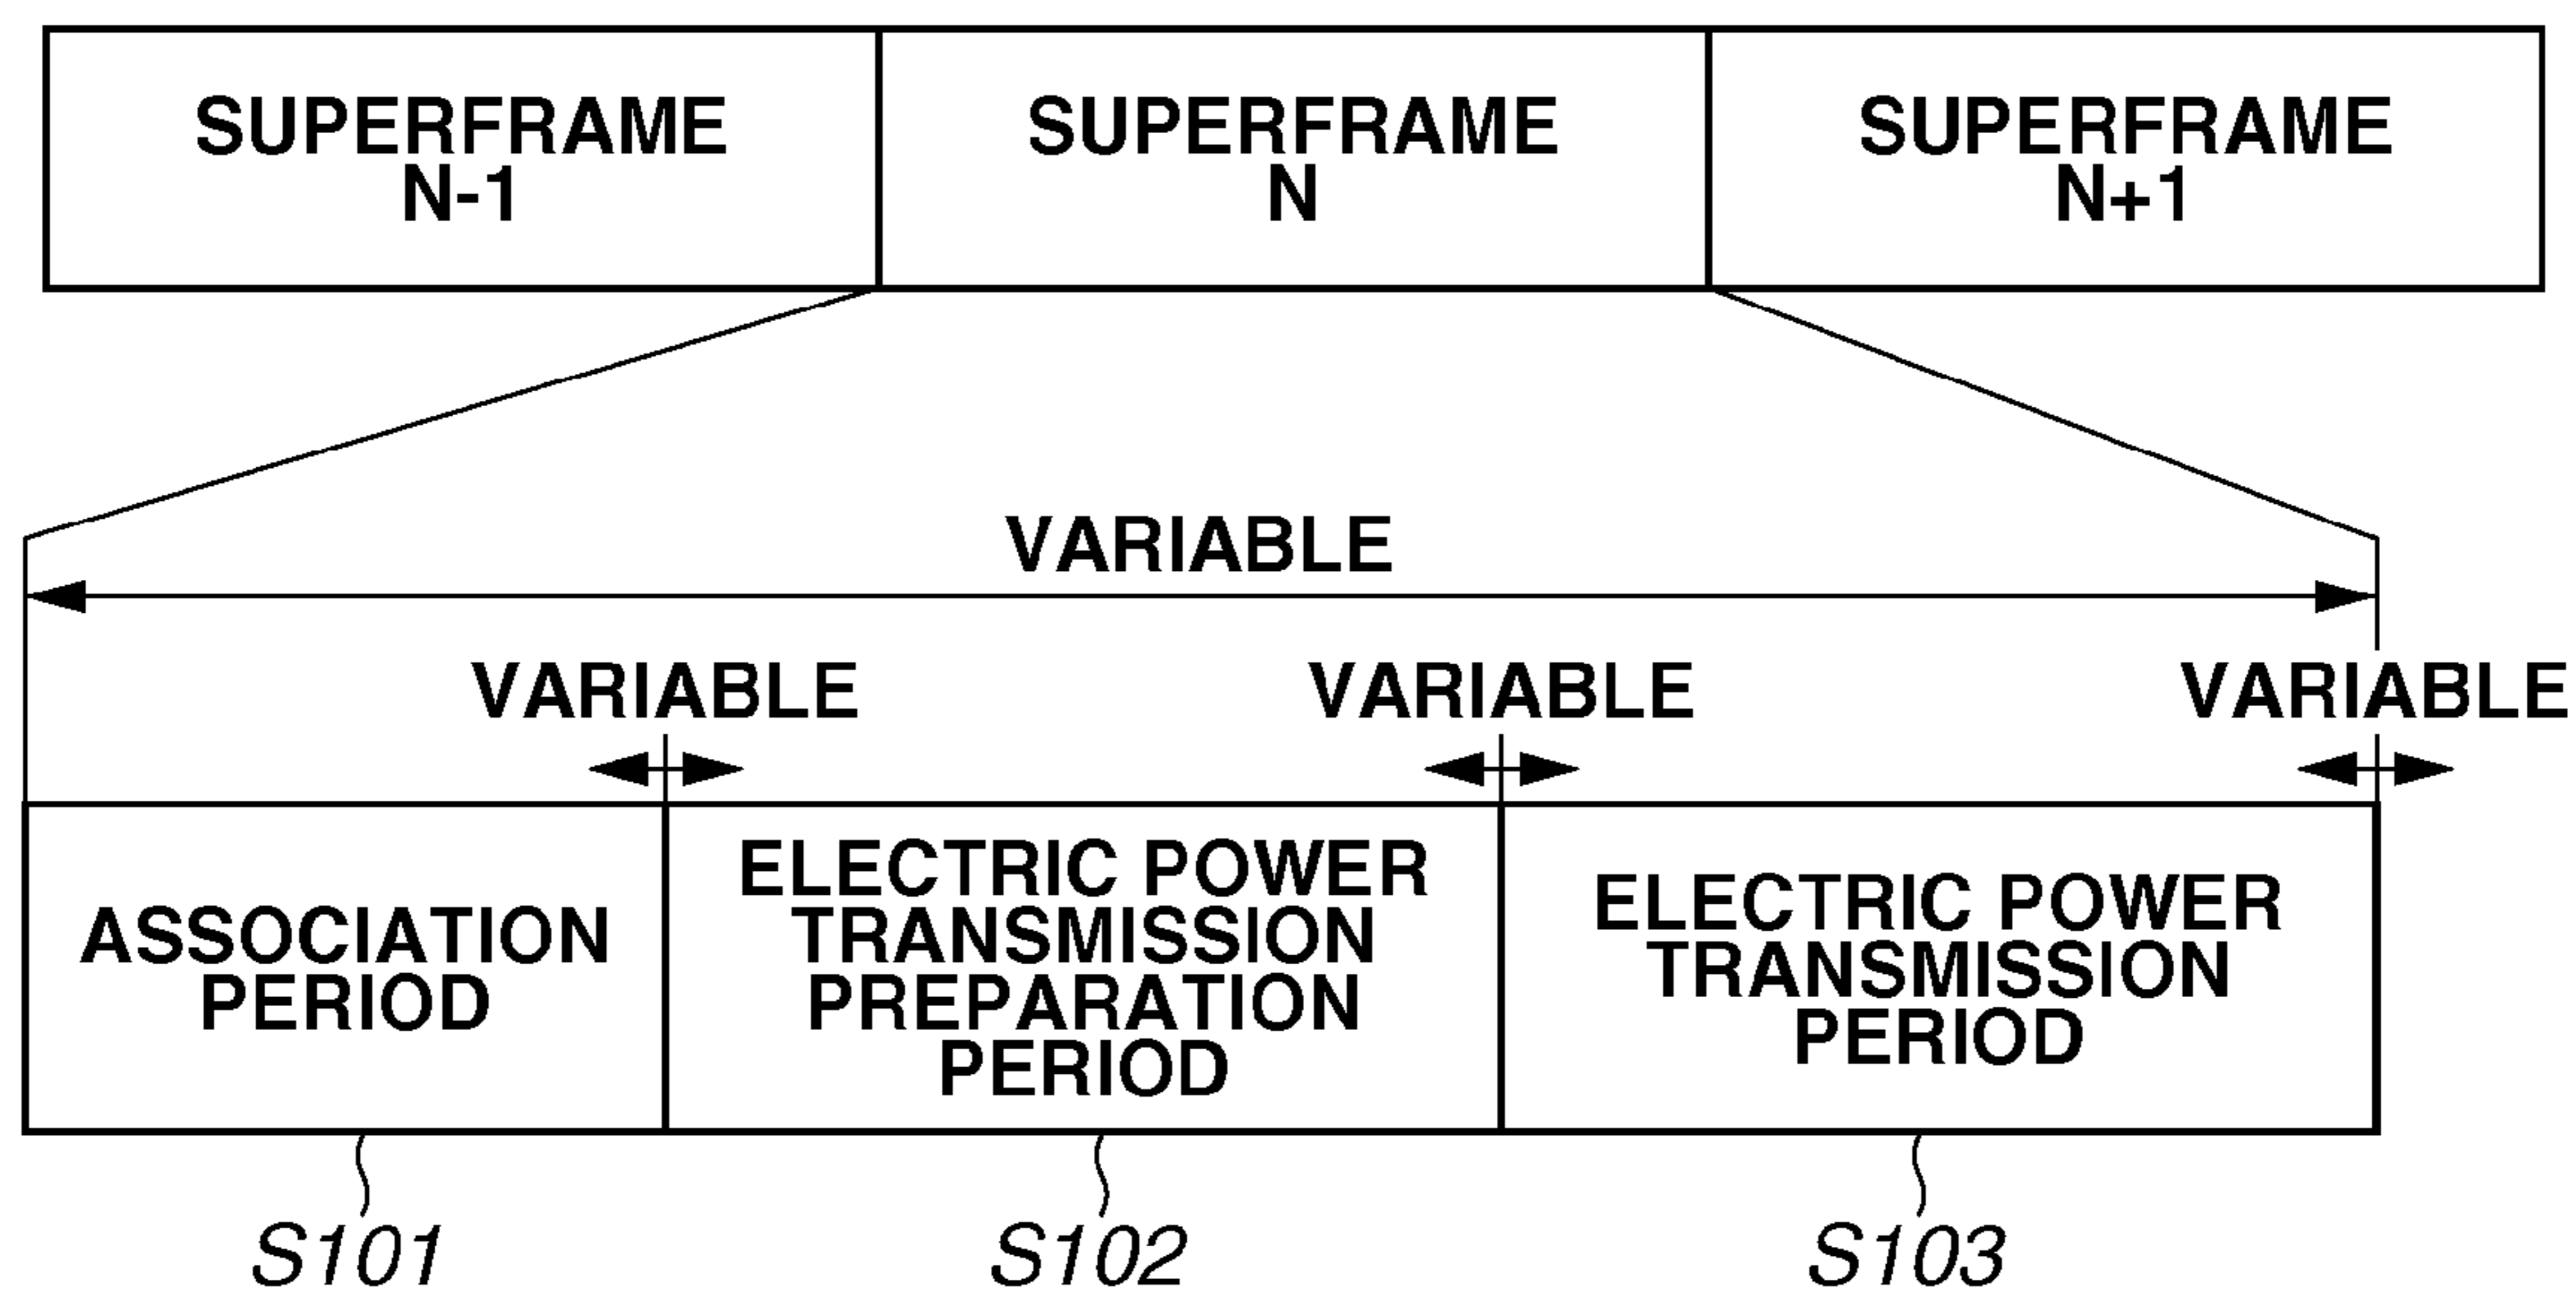 SUPERFRAME
N-1
SUPERFRAME
N
SUPERFRAME
N+1
VARIABLE
VARIABLE
VARIABLE
VARIABLE
ASSOCIATION
PERIOD
ELECTRIC POWER
TRANSMISSION
PREPARATION
PERIOD
ELECTRIC POWER
TRANSMISSION
PERIOD
S101
S102
S103